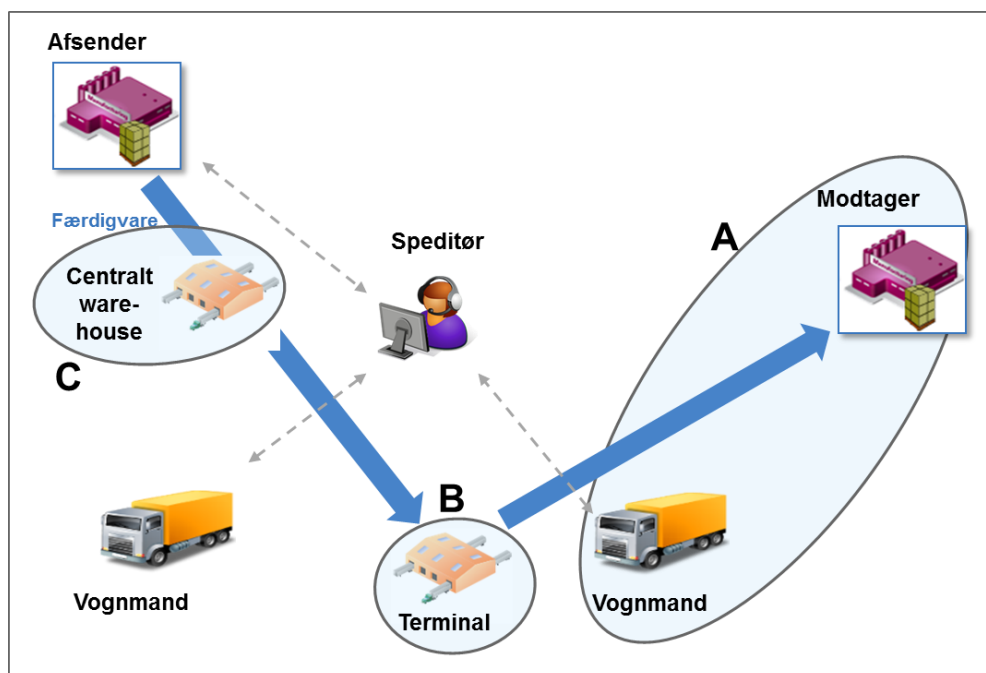 Afsender
Modtager
A
Færdigvare
Speditør
Centralt
ware-
house
C
B
Vognmand
Terminal
Vognmand